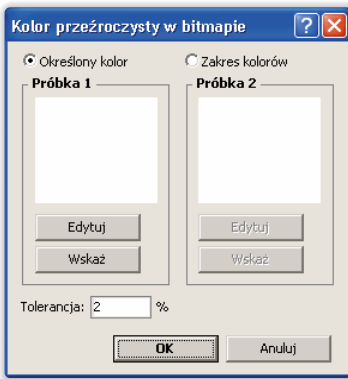 Kolor przeźroczysty w bitmapie
Określony kolor Zakres kolorów
Próbka 1 Próbka 2
Edytuj Edytuj
Wskaż Wskaż
Tolerancja: 2 %
OK Anuluj